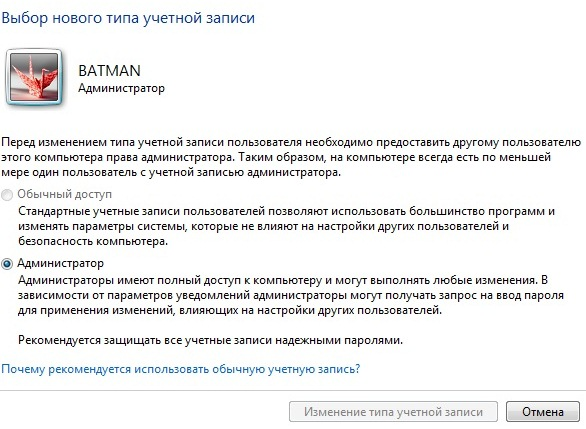 Выбор нового типа учетной записи
BATMAN
Администратор
Перед изменением типа учетной записи пользователя необходимо предоставить другому пользователю
этого компьютера права администратора. Таким образом, на компьютере всегда есть по меньшей
мере один пользователь с учетной записью администратора.
Обычный доступ
Стандартные учетные записи пользователей позволяют использовать большинство программ и
изменять параметры системы, которые не влияют на настройки других пользователей и
безопасность компьютера.
Администратор
Администраторы имеют полный доступ к компьютеру и могут выполнять любые изменения. В
зависимости от параметров уведомлений администраторы могут получать запрос на ввод пароля
для применения изменений, влияющих на настройки других пользователей.
Рекомендуется защищать все учетные записи надежными паролями.
Почему рекомендуется использовать обычную учетную запись?
Изменение типа учетной записи
Отмена